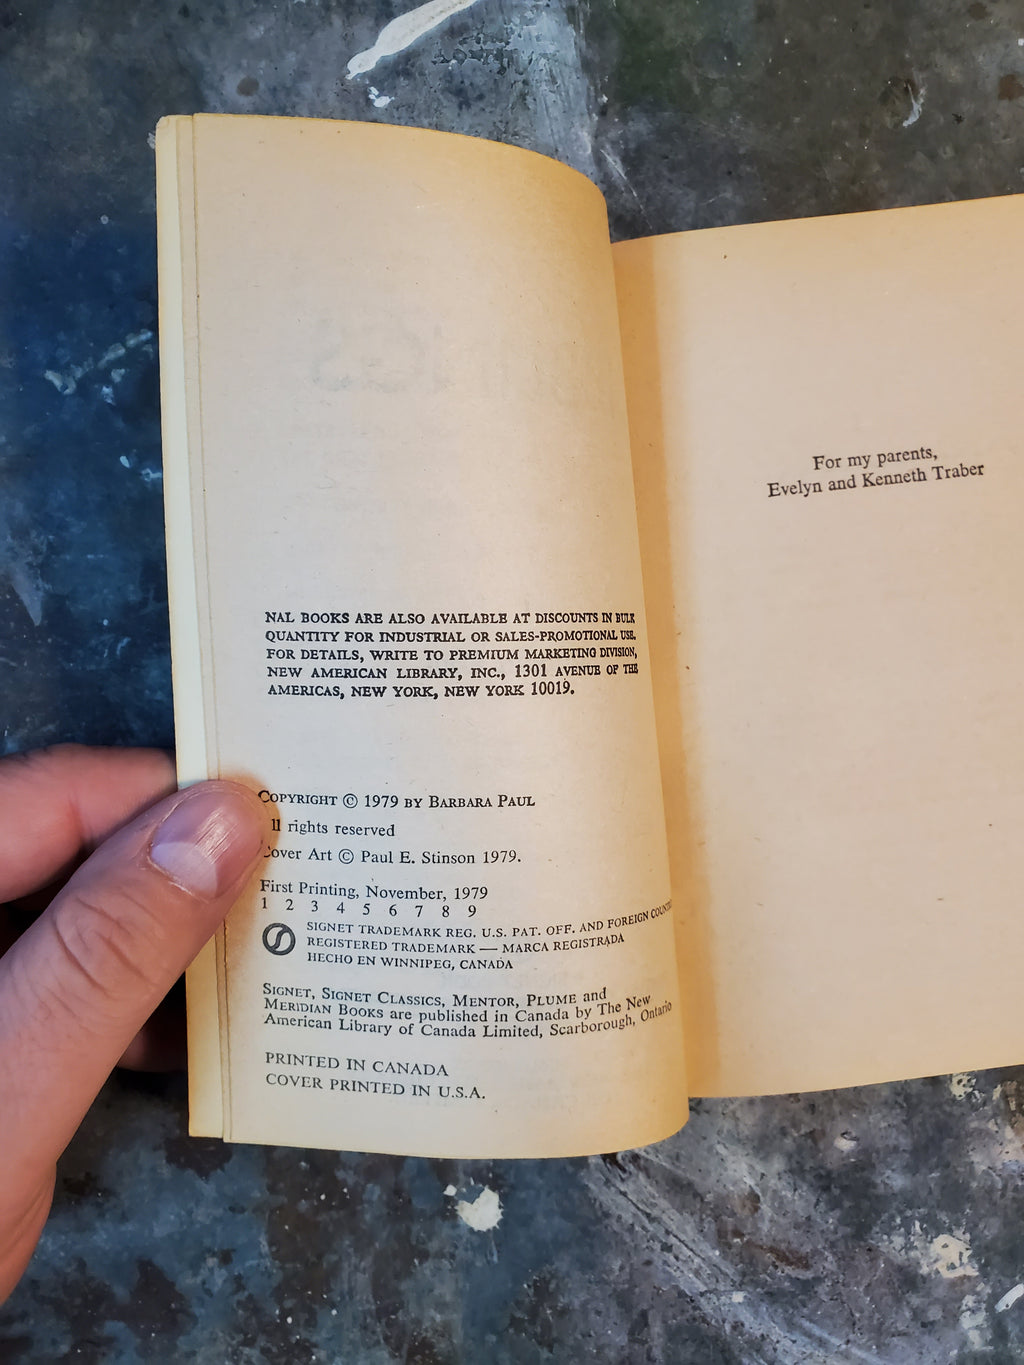 NAL BOOKS ARE ALSO AVAILABLE AT DISCOUNTS IN BULK
QUANTITY FOR INDUSTRIAL OR SALES-PROMOTIONAL USE.
FOR DETAILS, WRITE TO PREMIUM MARKETING DIVISION,
NEW AMERICAN LIBRARY, INC., 1301 AVENUE OF THE
AMERICAS, NEW YORK, NEW YORK 10019.
COPYRIGHT © 1979 BY BARBARA PAUL
ll rights reserved
Cover Art © Paul E. Stinson 1979.
First Printing, November, 1979
1 2 3 4 5 6 7 8 9
SIGNET TRADEMARK REG. U.S. PAT. OFF. AND FOREIGN
REGISTERED TRADEMARK — MARCA REGISTRADA
HECHO EN WINNIPEG, CANADA
SIGNET, SIGNET CLASSICS, MENTOR, PLUME and
MERIDIAN BOOKS are published in Canada by The New
American Library of Canada Limited, Scarborough, Ontario
PRINTED IN CANADA
COVER PRINTED IN U.S.A.
For my parents,
Evelyn and Kenneth Traber